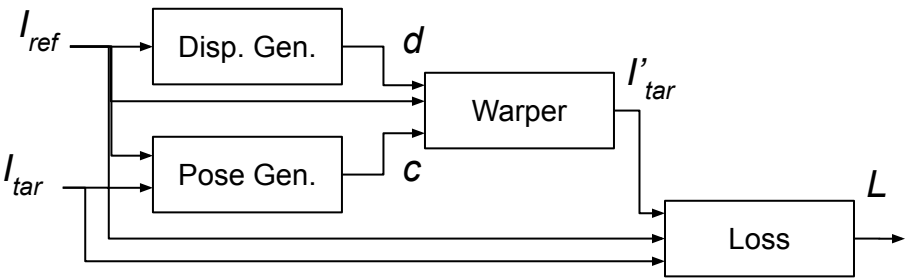 I_ref
Disp. Gen.
d
Warper
I'_tar
Pose Gen.
c
I_tar
Loss
L